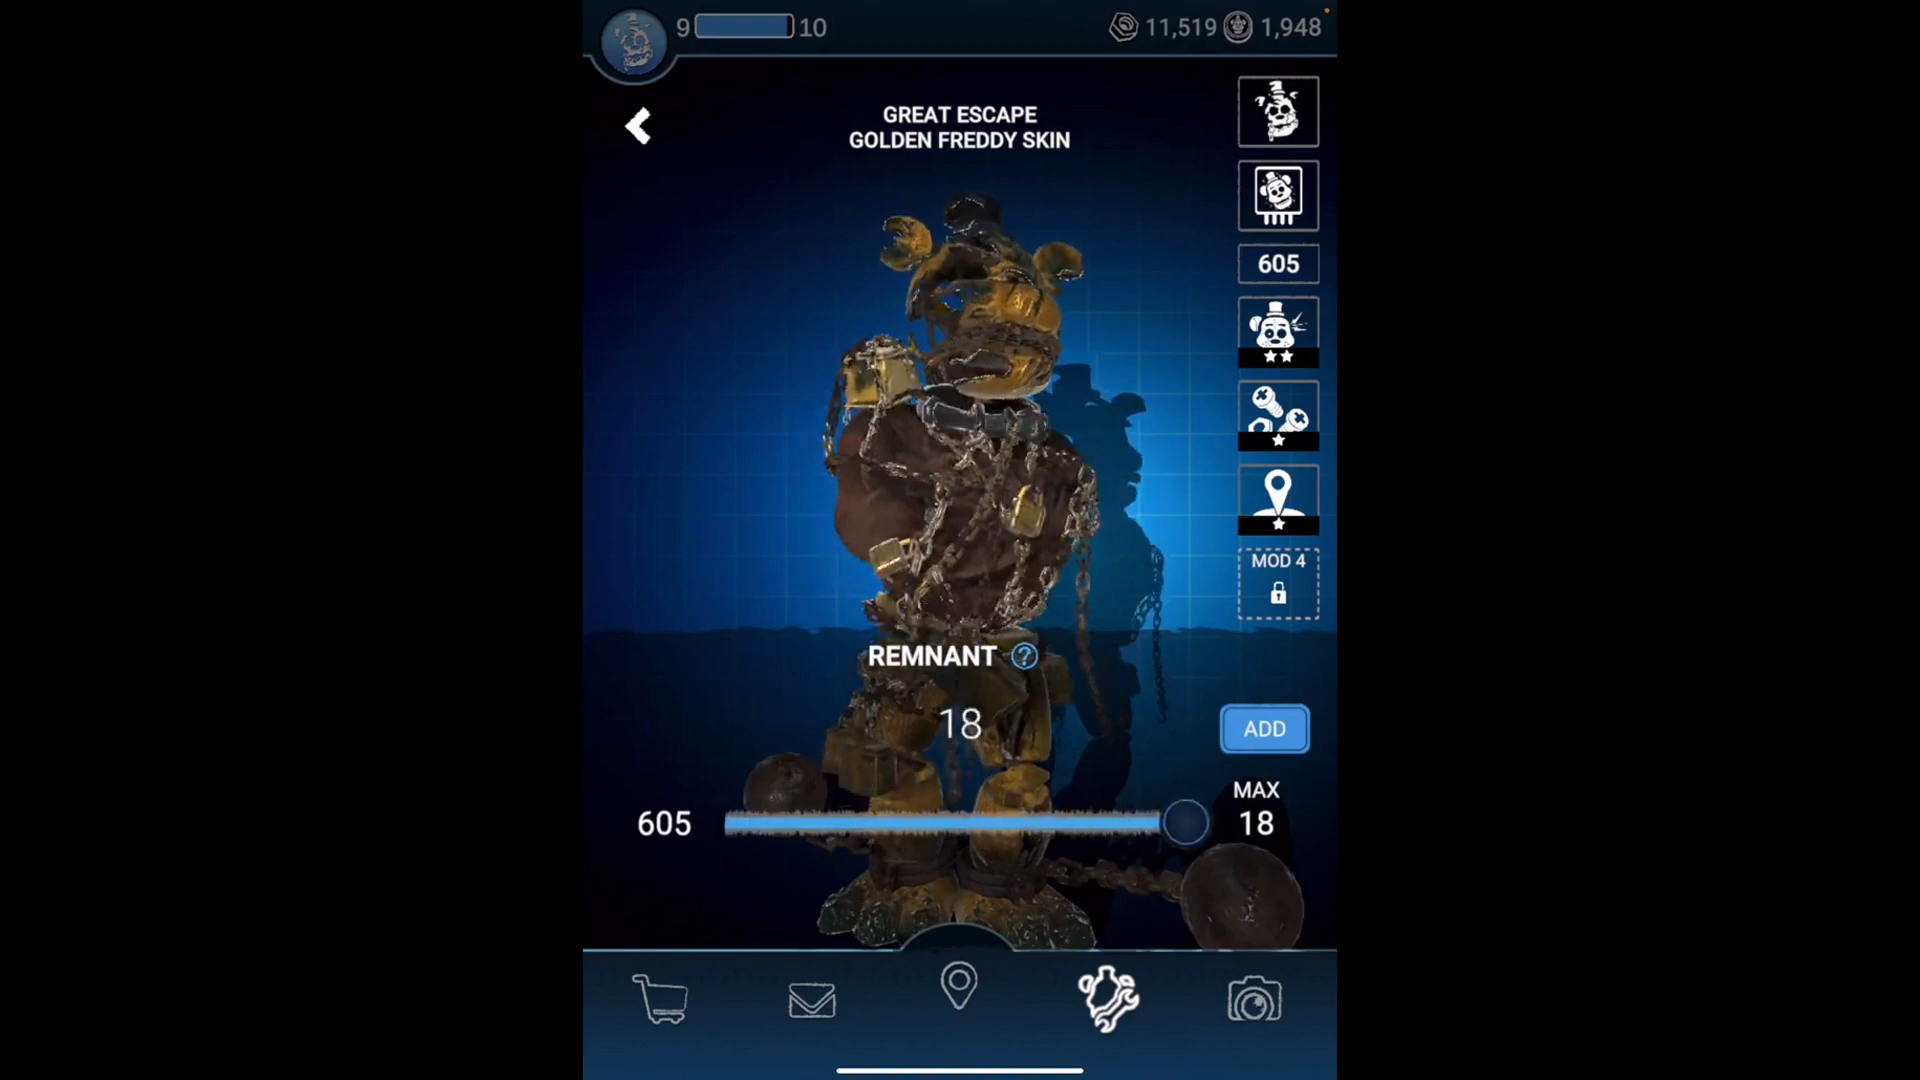 9 10 11,519 1,948
GREAT ESCAPE
GOLDEN FREDDY SKIN
605
MOD 4
REMNANT ?
18
ADD
MAX
605 18